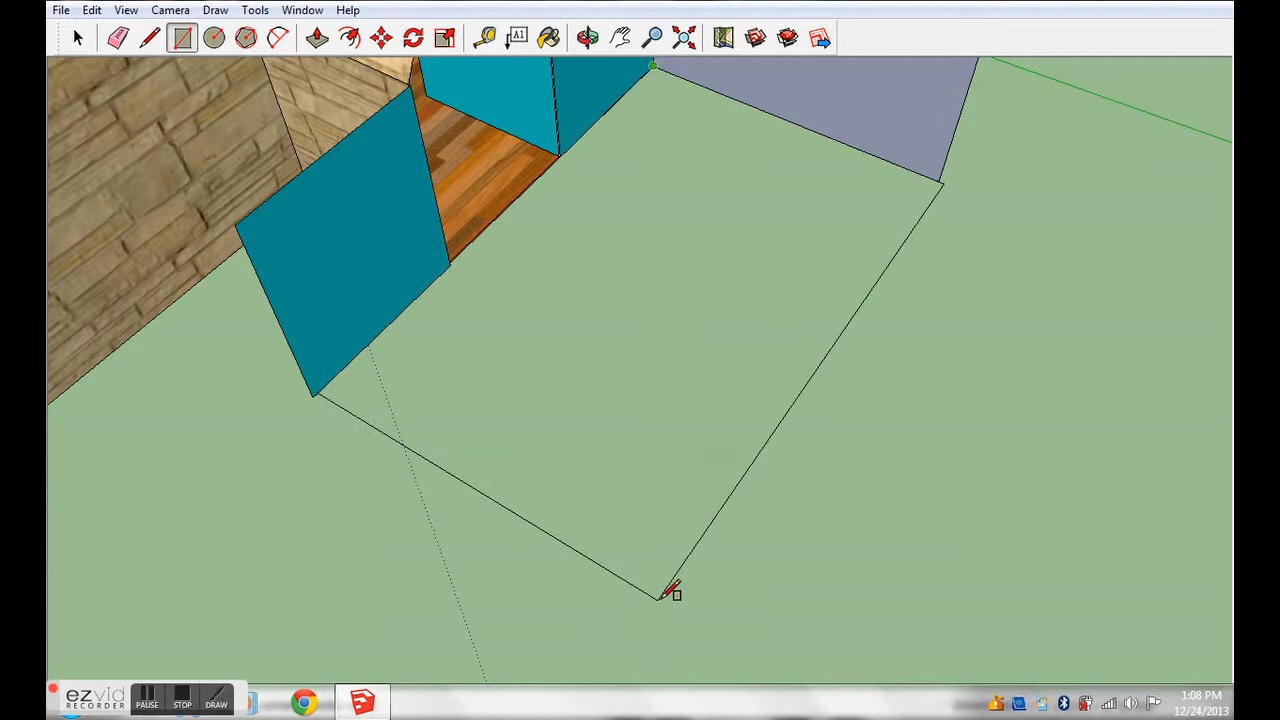 File Edit View Camera Draw Tools Window Help
A1
ezvid
RECORDER
PAUSE STOP DRAW
1:08 PM
12/24/2013